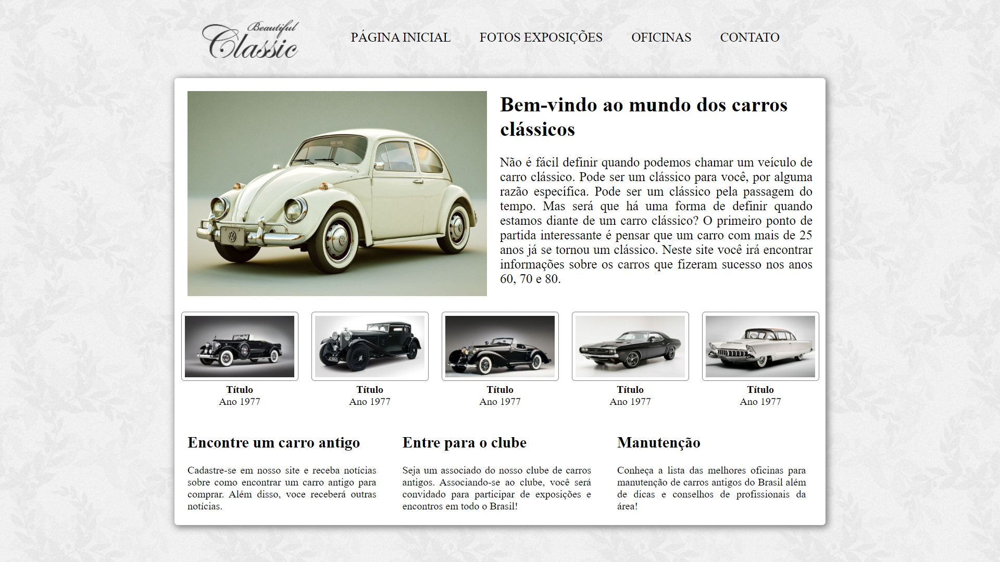 Beautiful
Classic
PÁGINA INICIAL FOTOS EXPOSIÇÕES OFICINAS CONTATO
Bem-vindo ao mundo dos carros
clássicos
Não é fácil definir quando podemos chamar um veículo de
carro clássico. Pode ser um clássico para você, por alguma
razão específica. Pode ser um clássico pela passagem do
tempo. Mas será que há uma forma de definir quando
estamos diante de um carro clássico? O primeiro ponto de
partida interessante é pensar que um carro com mais de 25
anos já se tornou um clássico. Neste site você irá encontrar
informações sobre os carros que fizeram sucesso nos anos
60, 70 e 80.
Título
Ano 1977
Título
Ano 1977
Título
Ano 1977
Título
Ano 1977
Título
Ano 1977
Encontre um carro antigo
Cadastre-se em nosso site e receba notícias
sobre como encontrar um carro antigo para
comprar. Além disso, voce receberá outras
notícias.
Entre para o clube
Seja um associado do nosso clube de carros
antigos. Associando-se ao clube, você será
convidado para participar de exposições e
encontros em todo o Brasil!
Manutenção
Conheça a lista das melhores oficinas para
manutenção de carros antigos do Brasil além
de dicas e conselhos de profissionais da
área!